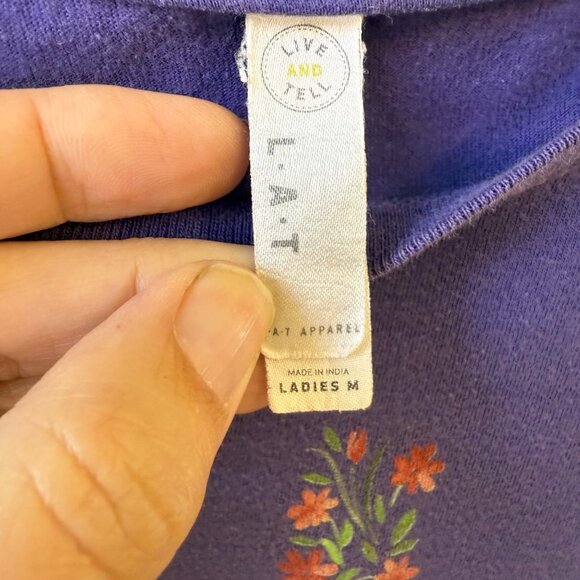 LIVE
AND
TELL
L·A·T
·A·T APPAREL
MADE IN INDIA
LADIES M